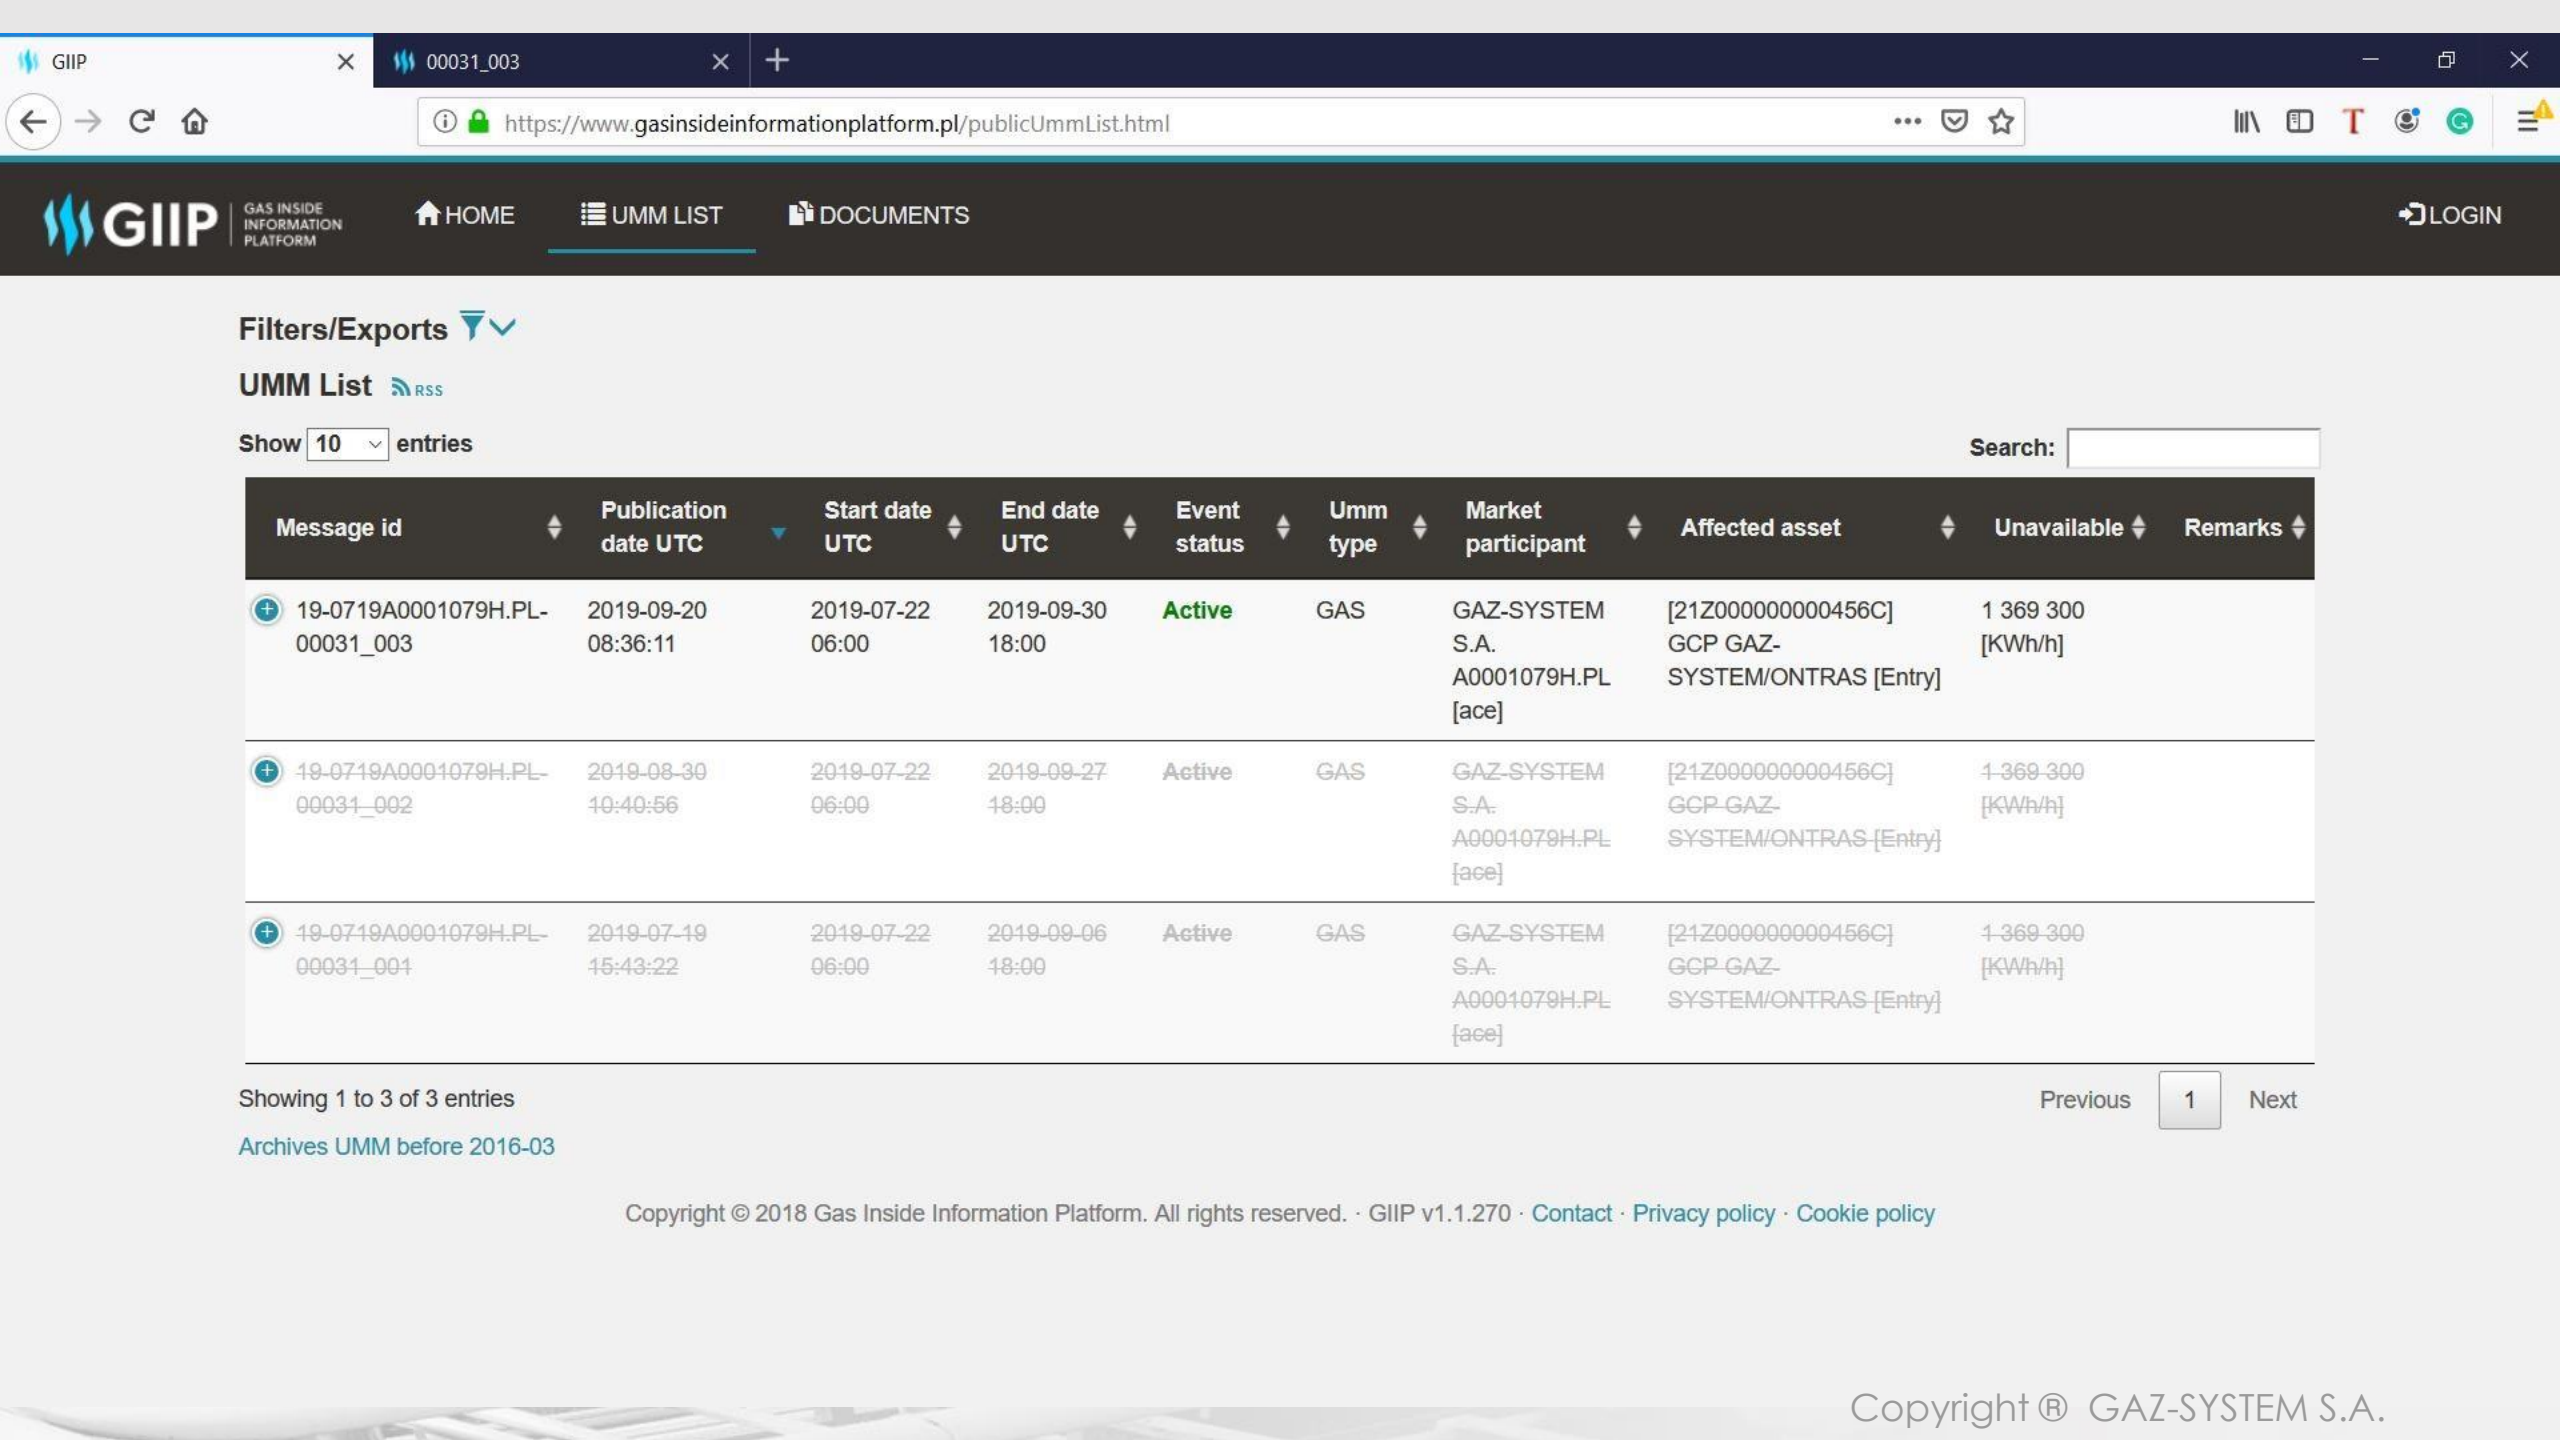 GIIP
00031_003
https://www.gasinsideinformationplatform.pl/publicUmmList.html
T
G
GIIP
GAS INSIDE
INFORMATION
PLATFORM
HOME
UMM LIST
DOCUMENTS
LOGIN
Filters/Exports
UMM List RSS
Show 10 entries
Search:
Message id
Publication date UTC
Start date UTC
End date UTC
Event status
Umm type
Market participant
Affected asset
Unavailable
Remarks
19-0719A0001079H.PL- 2019-09-20 2019-07-22 2019-09-30 Active GAS GAZ-SYSTEM [21Z000000000456C] 1 369 300
00031_003 08:36:11 06:00 18:00 S.A. GCP GAZ- [KWh/h]
A0001079H.PL SYSTEM/ONTRAS [Entry]
[ace]
19-0719A0001079H.PL- 2019-08-30 2019-07-22 2019-09-27 Active GAS GAZ-SYSTEM [21Z000000000456C] 1 369 300
00031_002 10:40:56 06:00 18:00 S.A. GCP GAZ- [KWh/h]
A0001079H.PL SYSTEM/ONTRAS [Entry]
[ace]
19-0719A0001079H.PL- 2019-07-19 2019-07-22 2019-09-06 Active GAS GAZ-SYSTEM [21Z000000000456C] 1 369 300
00031_001 15:43:22 06:00 18:00 S.A. GCP GAZ- [KWh/h]
A0001079H.PL SYSTEM/ONTRAS [Entry]
[ace]
Showing 1 to 3 of 3 entries
Previous 1 Next
Archives UMM before 2016-03
Copyright © 2018 Gas Inside Information Platform. All rights reserved. · GIIP v1.1.270 · Contact · Privacy policy · Cookie policy
Copyright ® GAZ-SYSTEM S.A.